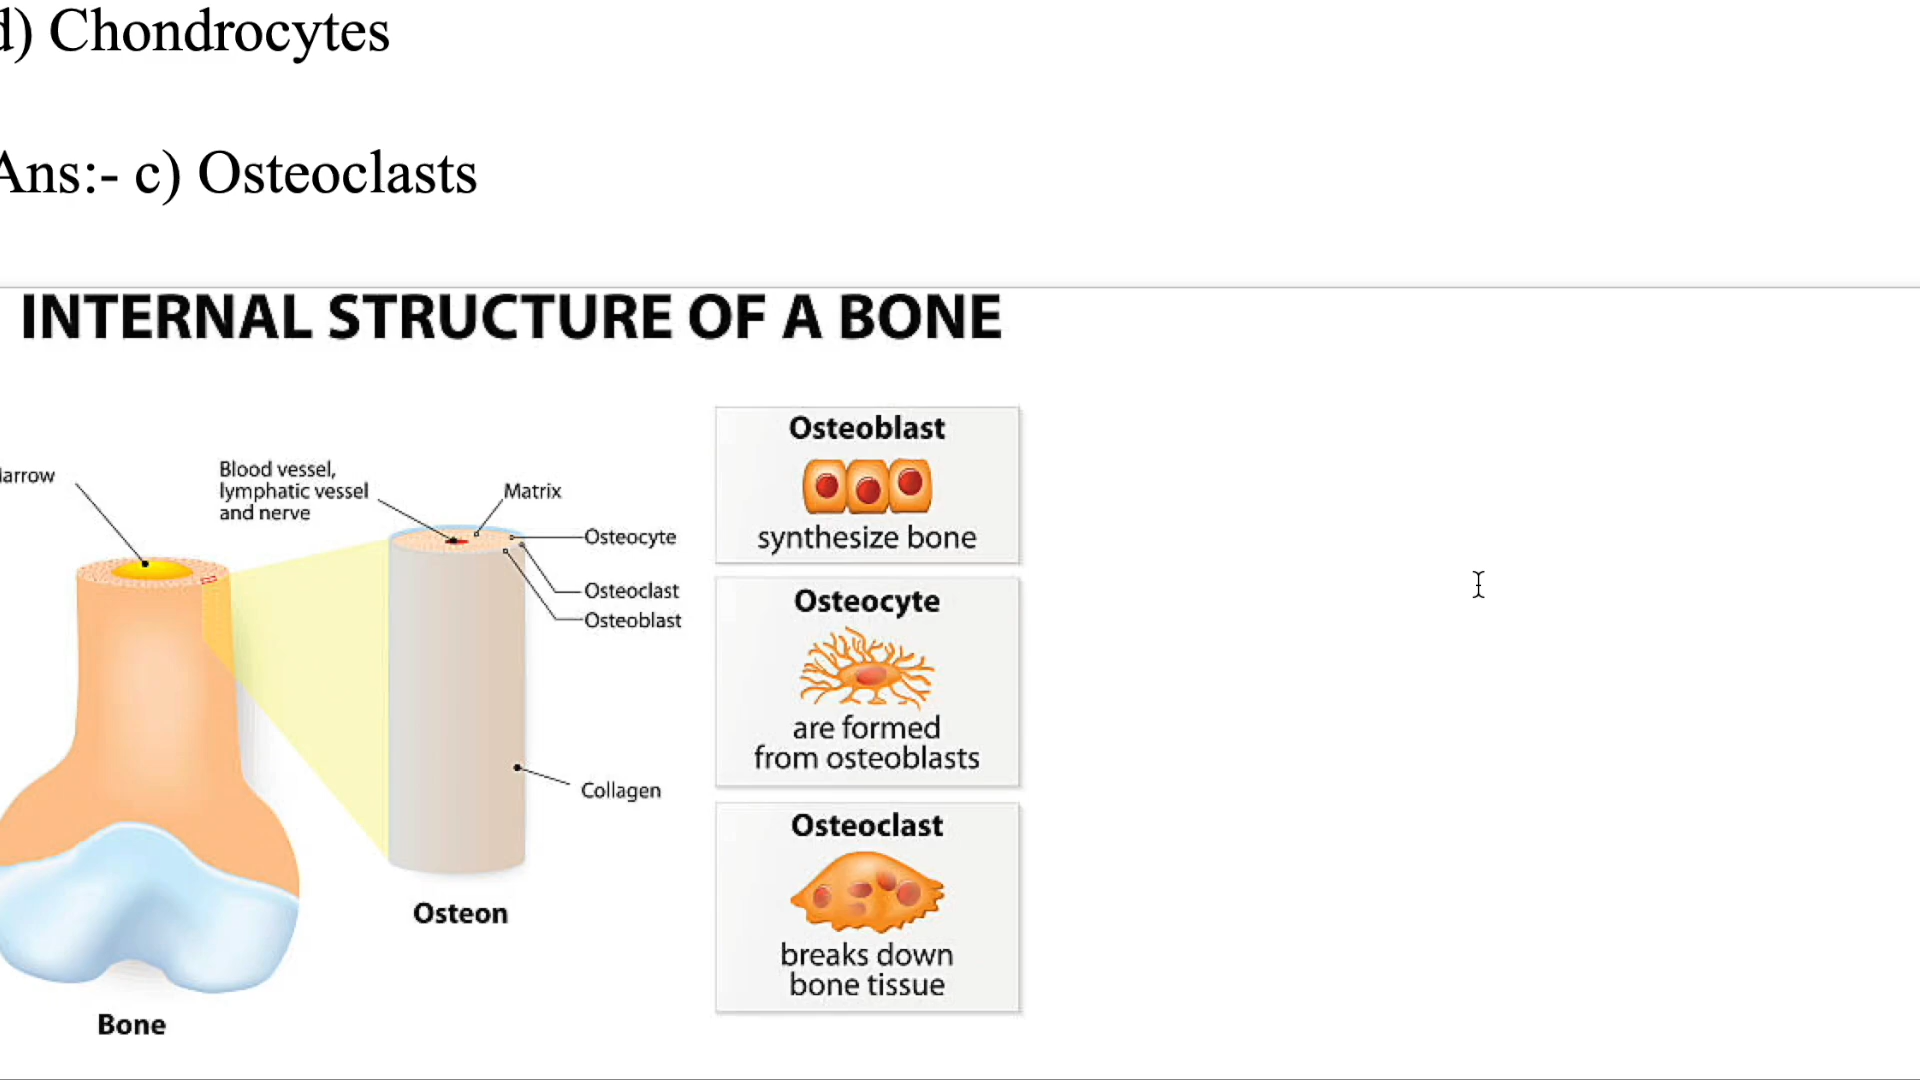 d) Chondrocytes
Ans:- c) Osteoclasts
INTERNAL STRUCTURE OF A BONE
Blood vessel,
lymphatic vessel
and nerve
Matrix
Osteocyte
Osteoclast
Osteoblast
Collagen
Osteon
Bone
Osteoblast
synthesize bone
Osteocyte
are formed
from osteoblasts
Osteoclast
breaks down
bone tissue